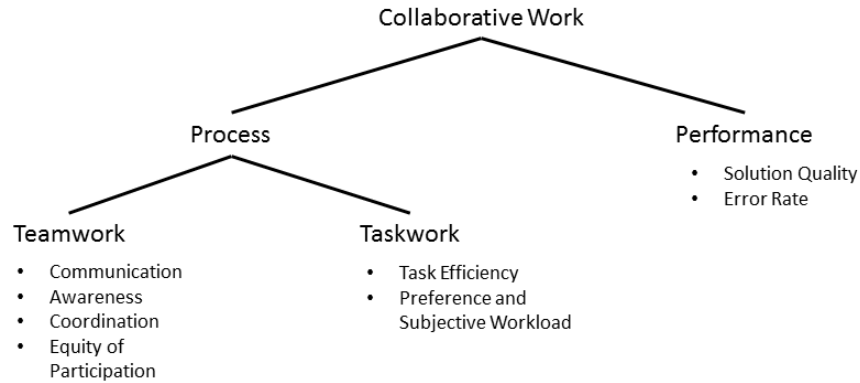 Collaborative Work
Process
Performance
• Solution Quality
• Error Rate
Teamwork
• Communication
• Awareness
• Coordination
• Equity of
Participation
Taskwork
• Task Efficiency
• Preference and
Subjective Workload